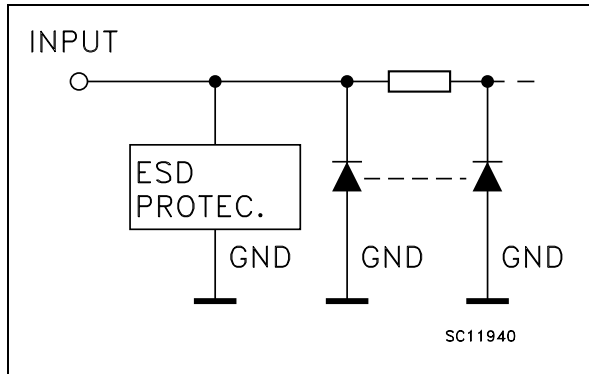 INPUT
ESD
PROTEC.
GND
GND
GND
SC11940